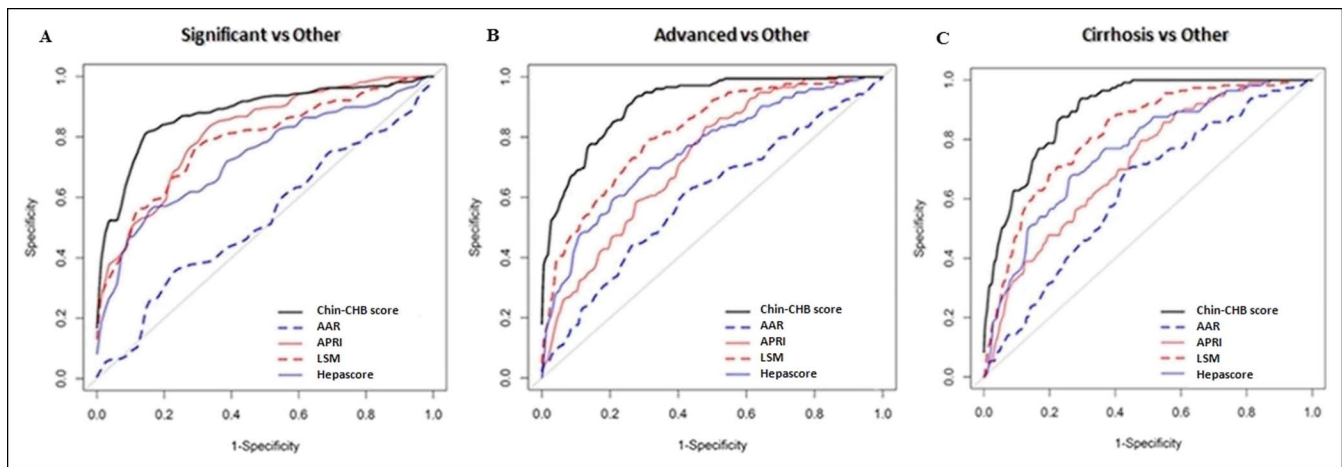 A
Significant vs Other
Specificity
0.0
0.2
0.4
0.6
0.8
1.0
Chin-CHB score
AAR
APRI
LSM
Hepascore
0.0 0.2 0.4 0.6 0.8 1.0
1-Specificity
B
Advanced vs Other
Specificity
0.0
0.2
0.4
0.6
0.8
1.0
Chin-CHB score
AAR
APRI
LSM
Hepascore
0.0 0.2 0.4 0.6 0.8 1.0
1-Specificity
C
Cirrhosis vs Other
Specificity
0.0
0.2
0.4
0.6
0.8
1.0
Chin-CHB score
AAR
APRI
LSM
Hepascore
0.0 0.2 0.4 0.6 0.8 1.0
1-Specificity